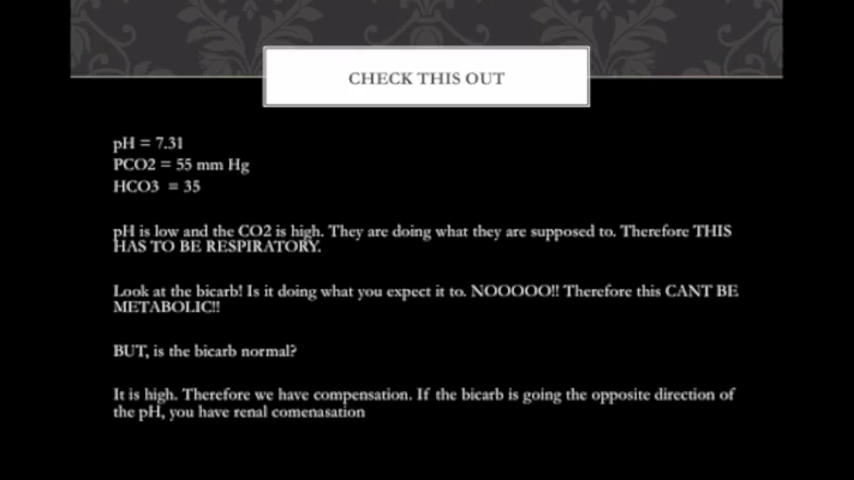 CHECK THIS OUT
pH = 7.31
PCO2 = 55 mm Hg
HCO3 = 35
pH is low and the CO2 is high. They are doing what they are supposed to. Therefore THIS
HAS TO BE RESPIRATORY.
Look at the bicarb! Is it doing what you expect it to. NOOOOO!! Therefore this CANT BE
METABOLIC!!
BUT, is the bicarb normal?
It is high. Therefore we have compensation. If the bicarb is going the opposite direction of
the pH, you have renal comenasation